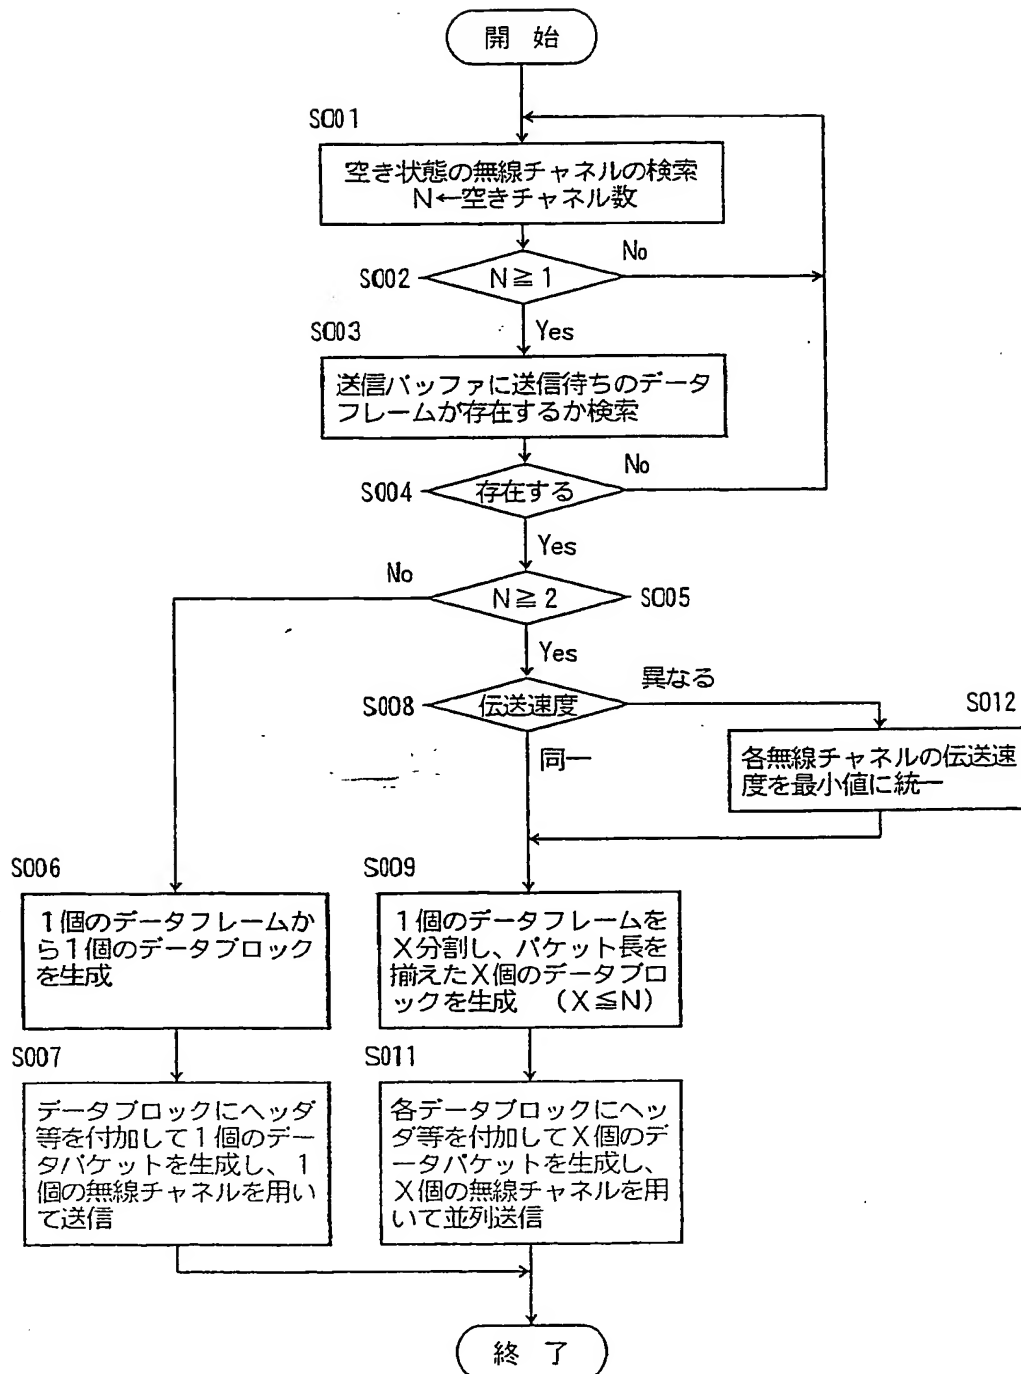 開 始
S001
空き状態の無線チャネルの検索
N←空きチャネル数
No
S002
N≧1
Yes
S003
送信バッファに送信待ちのデータ
フレームが存在するか検索
No
S004
存在する
Yes
No
N≧2
S005
Yes
異なる
S008
伝送速度
S012
同一
各無線チャネルの伝送速
度を最小値に統一
S006
S009
1個のデータフレームか
ら1個のデータブロック
を生成
1個のデータフレームを
X分割し、パケット長を
揃えたX個のデータブロ
ックを生成 (X≦N)
S007
S011
データブロックにヘッダ
等を付加して1個のデー
タパケットを生成し、1
個の無線チャネルを用い
て送信
各データブロックにヘッ
ダ等を付加してX個のデ
ータパケットを生成し、
X個の無線チャネルを用
いて並列送信
終 了